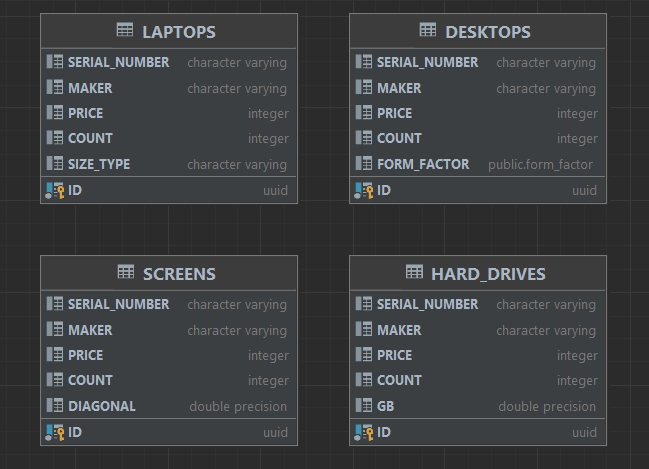 LAPTOPS
SERIAL_NUMBER character varying
MAKER character varying
PRICE integer
COUNT integer
SIZE_TYPE character varying
ID uuid
DESKTOPS
SERIAL_NUMBER character varying
MAKER character varying
PRICE integer
COUNT integer
FORM_FACTOR public.form_factor
ID uuid
SCREENS
SERIAL_NUMBER character varying
MAKER character varying
PRICE integer
COUNT integer
DIAGONAL double precision
ID uuid
HARD_DRIVES
SERIAL_NUMBER character varying
MAKER character varying
PRICE integer
COUNT integer
GB double precision
ID uuid